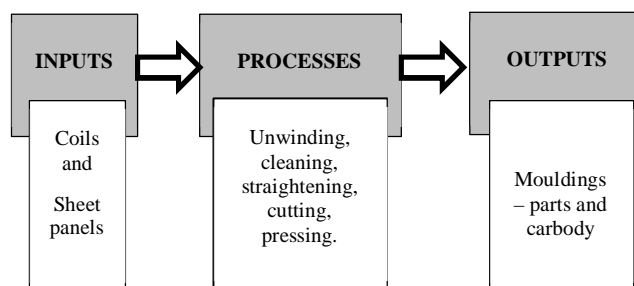 INPUTS
PROCESSES
OUTPUTS
Coils
and
Sheet
panels
Unwinding,
cleaning,
straightening,
cutting,
pressing.
Mouldings
– parts and
carbody